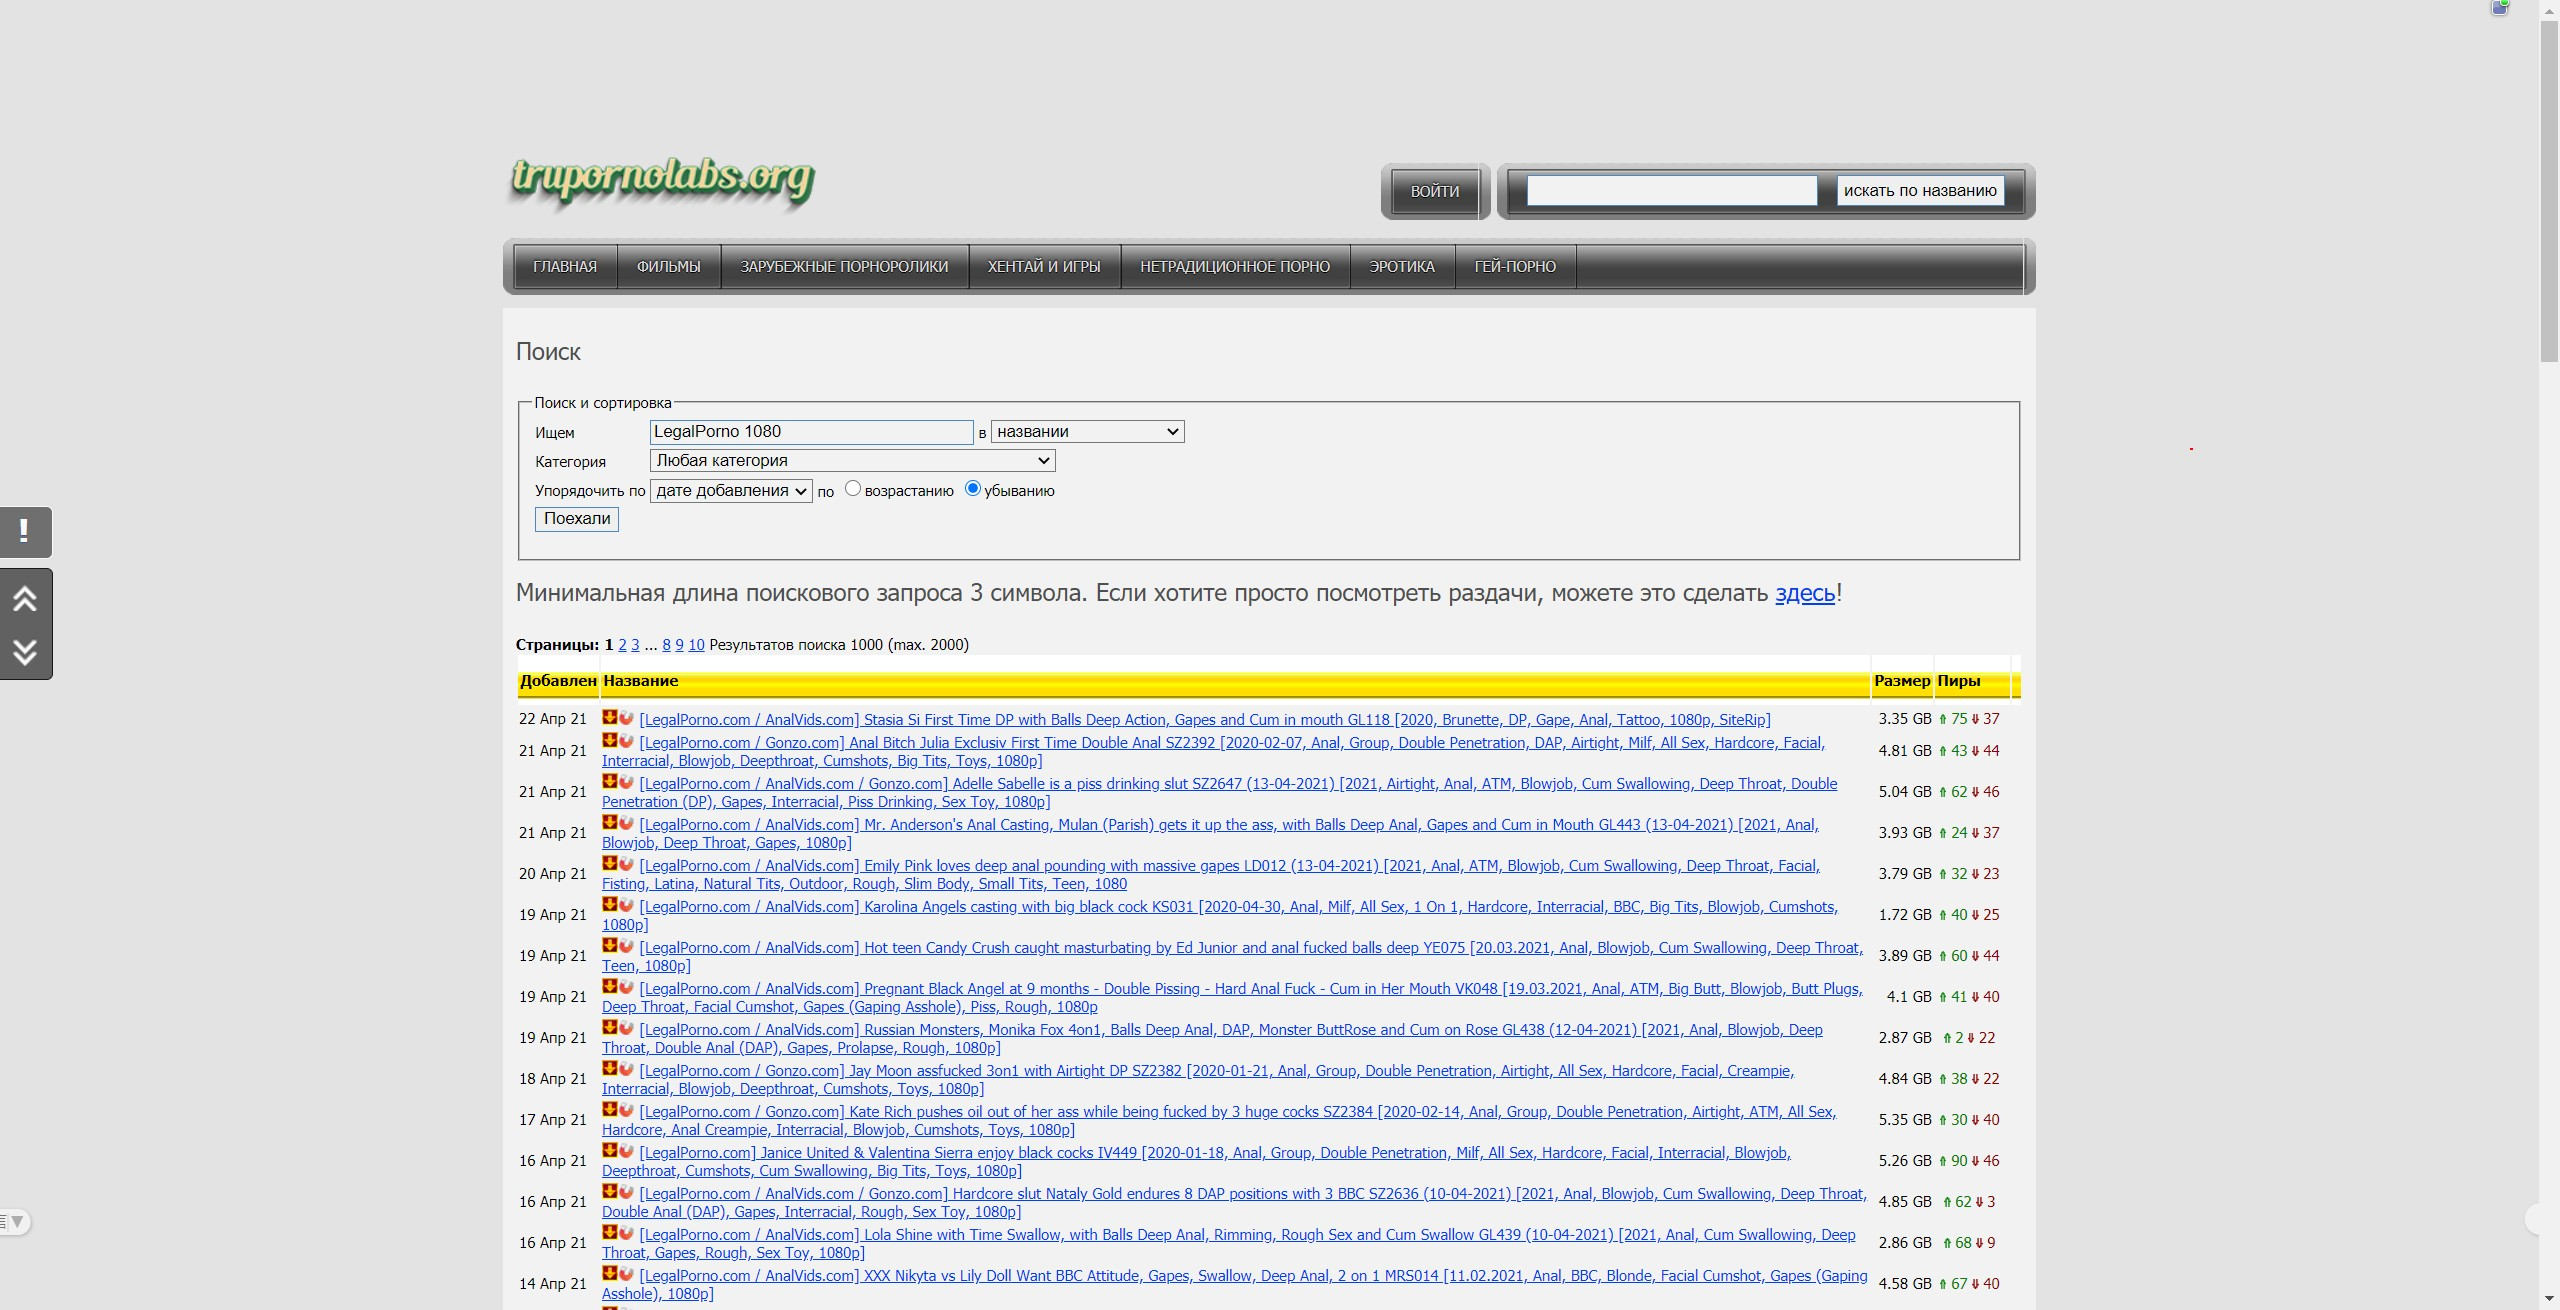 trupornolabs.org
ВОЙТИ
искать по названию
ГЛАВНАЯ ФИЛЬМЫ ЗАРУБЕЖНЫЕ ПОРНОРОЛИКИ ХЕНТАЙ И ИГРЫ НЕТРАДИЦИОННОЕ ПОРНО ЭРОТИКА ГЕЙ-ПОРНО
Поиск
Поиск и сортировка
Ищем LegalPorno 1080 в названии
Категория Любая категория
Упорядочить по дате добавления по возрастанию убыванию
Поехали
!
Минимальная длина поискового запроса 3 символа. Если хотите просто посмотреть раздачи, можете это сделать здесь!
Страницы: 1 2 3 ... 8 9 10 Результатов поиска 1000 (max. 2000)
Добавлен Название Размер Пиры
22 Апр 21 [LegalPorno.com / AnalVids.com] Stasia Si First Time DP with Balls Deep Action, Gapes and Cum in mouth GL118 [2020, Brunette, DP, Gape, Anal, Tattoo, 1080p, SiteRip] 3.35 GB 75 37
21 Апр 21 [LegalPorno.com / Gonzo.com] Anal Bitch Julia Exclusiv First Time Double Anal SZ2392 [2020-02-07, Anal, Group, Double Penetration, DAP, Airtight, Milf, All Sex, Hardcore, Facial, 4.81 GB 43 44
Interracial, Blowjob, Deepthroat, Cumshots, Big Tits, Toys, 1080p]
21 Апр 21 [LegalPorno.com / AnalVids.com / Gonzo.com] Adelle Sabelle is a piss drinking slut SZ2647 (13-04-2021) [2021, Airtight, Anal, ATM, Blowjob, Cum Swallowing, Deep Throat, Double 5.04 GB 62 46
Penetration (DP), Gapes, Interracial, Piss Drinking, Sex Toy, 1080p]
21 Апр 21 [LegalPorno.com / AnalVids.com] Mr. Anderson's Anal Casting, Mulan (Parish) gets it up the ass, with Balls Deep Anal, Gapes and Cum in Mouth GL443 (13-04-2021) [2021, Anal, 3.93 GB 24 37
Blowjob, Deep Throat, Gapes, 1080p]
20 Апр 21 [LegalPorno.com / AnalVids.com] Emily Pink loves deep anal pounding with massive gapes LD012 (13-04-2021) [2021, Anal, ATM, Blowjob, Cum Swallowing, Deep Throat, Facial, 3.79 GB 32 23
Fisting, Latina, Natural Tits, Outdoor, Rough, Slim Body, Small Tits, Teen, 1080
19 Апр 21 [LegalPorno.com / AnalVids.com] Karolina Angels casting with big black cock KS031 [2020-04-30, Anal, Milf, All Sex, 1 On 1, Hardcore, Interracial, BBC, Big Tits, Blowjob, Cumshots, 1.72 GB 40 25
1080p]
19 Апр 21 [LegalPorno.com / AnalVids.com] Hot teen Candy Crush caught masturbating by Ed Junior and anal fucked balls deep YE075 [20.03.2021, Anal, Blowjob, Cum Swallowing, Deep Throat, 3.89 GB 60 44
Teen, 1080p]
19 Апр 21 [LegalPorno.com / AnalVids.com] Pregnant Black Angel at 9 months - Double Pissing - Hard Anal Fuck - Cum in Her Mouth VK048 [19.03.2021, Anal, ATM, Big Butt, Blowjob, Butt Plugs, 4.1 GB 41 40
Deep Throat, Facial Cumshot, Gapes (Gaping Asshole), Piss, Rough, 1080p
19 Апр 21 [LegalPorno.com / AnalVids.com] Russian Monsters, Monika Fox 4on1, Balls Deep Anal, DAP, Monster ButtRose and Cum on Rose GL438 (12-04-2021) [2021, Anal, Blowjob, Deep 2.87 GB 2 22
Throat, Double Anal (DAP), Gapes, Prolapse, Rough, 1080p]
18 Апр 21 [LegalPorno.com / Gonzo.com] Jay Moon assfucked 3on1 with Airtight DP SZ2382 [2020-01-21, Anal, Group, Double Penetration, Airtight, All Sex, Hardcore, Facial, Creampie, 4.84 GB 38 22
Interracial, Blowjob, Deepthroat, Cumshots, Toys, 1080p]
17 Апр 21 [LegalPorno.com / Gonzo.com] Kate Rich pushes oil out of her ass while being fucked by 3 huge cocks SZ2384 [2020-02-14, Anal, Group, Double Penetration, Airtight, ATM, All Sex, 5.35 GB 30 40
Hardcore, Anal Creampie, Interracial, Blowjob, Cumshots, Toys, 1080p]
16 Апр 21 [LegalPorno.com] Janice United & Valentina Sierra enjoy black cocks IV449 [2020-01-18, Anal, Group, Double Penetration, Milf, All Sex, Hardcore, Facial, Interracial, Blowjob, 5.26 GB 90 46
Deepthroat, Cumshots, Cum Swallowing, Big Tits, Toys, 1080p]
16 Апр 21 [LegalPorno.com / AnalVids.com / Gonzo.com] Hardcore slut Nataly Gold endures 8 DAP positions with 3 BBC SZ2636 (10-04-2021) [2021, Anal, Blowjob, Cum Swallowing, Deep Throat, 4.85 GB 62 3
Double Anal (DAP), Gapes, Interracial, Rough, Sex Toy, 1080p]
16 Апр 21 [LegalPorno.com / AnalVids.com] Lola Shine with Time Swallow, with Balls Deep Anal, Rimming, Rough Sex and Cum Swallow GL439 (10-04-2021) [2021, Anal, Cum Swallowing, Deep 2.86 GB 68 9
Throat, Gapes, Rough, Sex Toy, 1080p]
14 Апр 21 [LegalPorno.com / AnalVids.com] XXX Nikyta vs Lily Doll Want BBC Attitude, Gapes, Swallow, Deep Anal, 2 on 1 MRS014 [11.02.2021, Anal, BBC, Blonde, Facial Cumshot, Gapes (Gaping 4.58 GB 67 40
Asshole), 1080p]